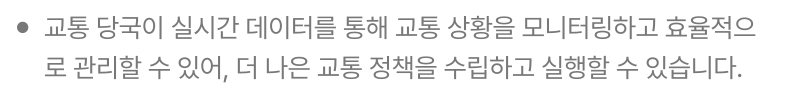 • 교통 당국이 실시간 데이터를 통해 교통 상황을 모니터링하고 효율적으
로 관리할 수 있어, 더 나은 교통 정책을 수립하고 실행할 수 있습니다.